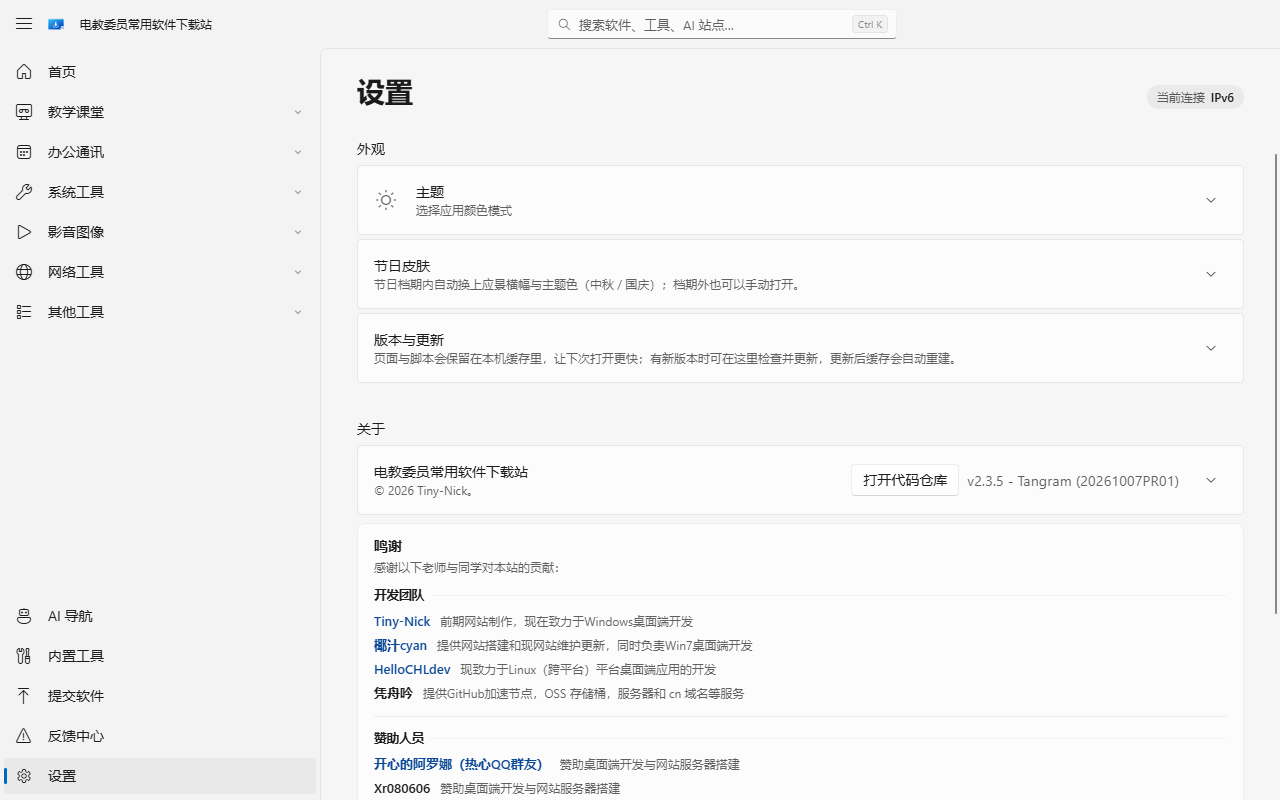 电教委员常用软件下载站
搜索软件、工具、AI 站点...
Ctrl K
首页
教学课堂
办公通讯
系统工具
影音图像
网络工具
其他工具
AI 导航
内置工具
提交软件
反馈中心
设置
设置
当前连接 IPv6
外观
主题
选择应用颜色模式
节日皮肤
节日档期内自动换上应景横幅与主题色（中秋 / 国庆）；档期外也可以手动打开。
版本与更新
页面与脚本会保留在本机缓存里，让下次打开更快；有新版本时可在这里检查并更新，更新后缓存会自动重建。
关于
电教委员常用软件下载站
© 2026 Tiny-Nick。
打开代码仓库
v2.3.5 - Tangram (20261007PR01)
鸣谢
感谢以下老师与同学对本站的贡献：
开发团队
Tiny-Nick 前期网站制作，现在致力于Windows桌面端开发
椰汁cyan 提供网站搭建和现网站维护更新，同时负责Win7桌面端开发
HelloCHLdev 现致力于Linux（跨平台）平台桌面端应用的开发
凭舟吟 提供GitHub加速节点，OSS 存储桶，服务器和 cn 域名等服务
赞助人员
开心的阿罗娜（热心QQ群友） 赞助桌面端开发与网站服务器搭建
Xr080606 赞助桌面端开发与网站服务器搭建